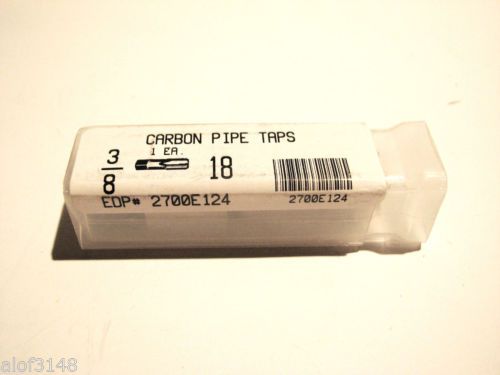 CARBON PIPE TAPS
1 EA.
3/8 18
EDP# 2700E124 2700E124
alof3148